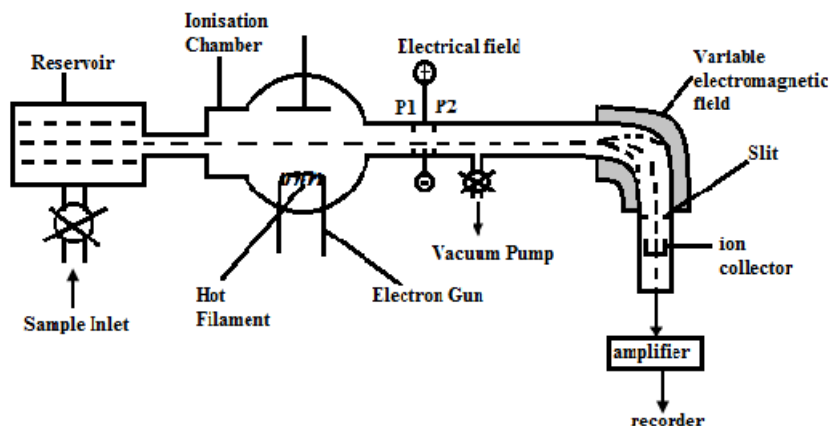 Ionisation
Chamber
Reservoir
Electrical field
Variable
electromagnetic
field
P1 P2
Slit
Vacuum Pump
ion
collector
Hot
Filament
Electron Gun
Sample Inlet
amplifier
recorder